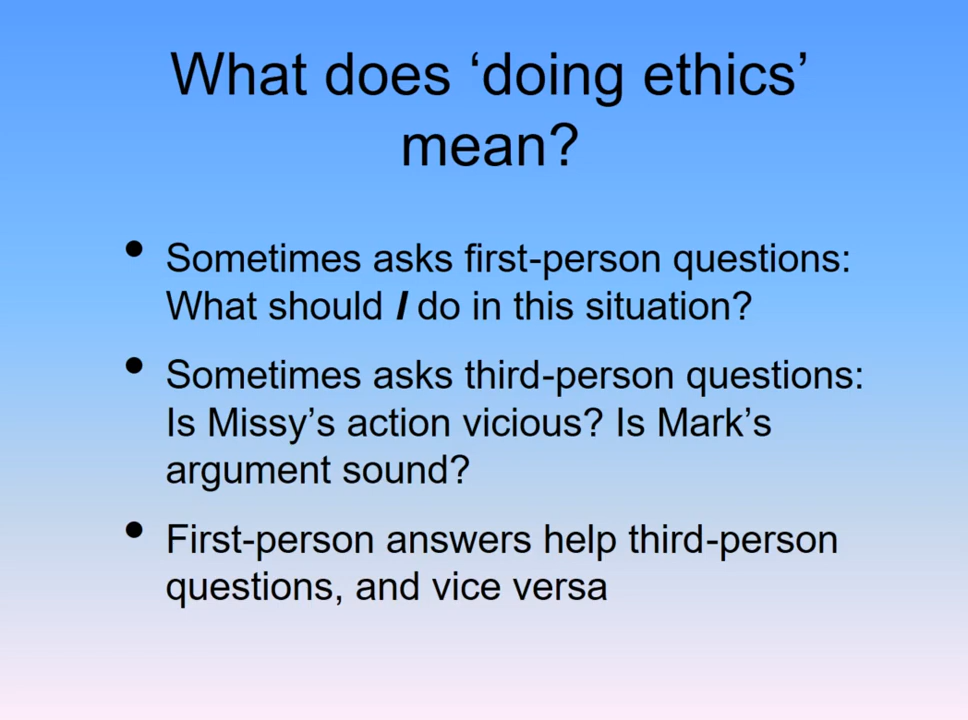 What does ‘doing ethics’
mean?
• Sometimes asks first-person questions:
What should I do in this situation?
• Sometimes asks third-person questions:
Is Missy’s action vicious? Is Mark’s
argument sound?
• First-person answers help third-person
questions, and vice versa